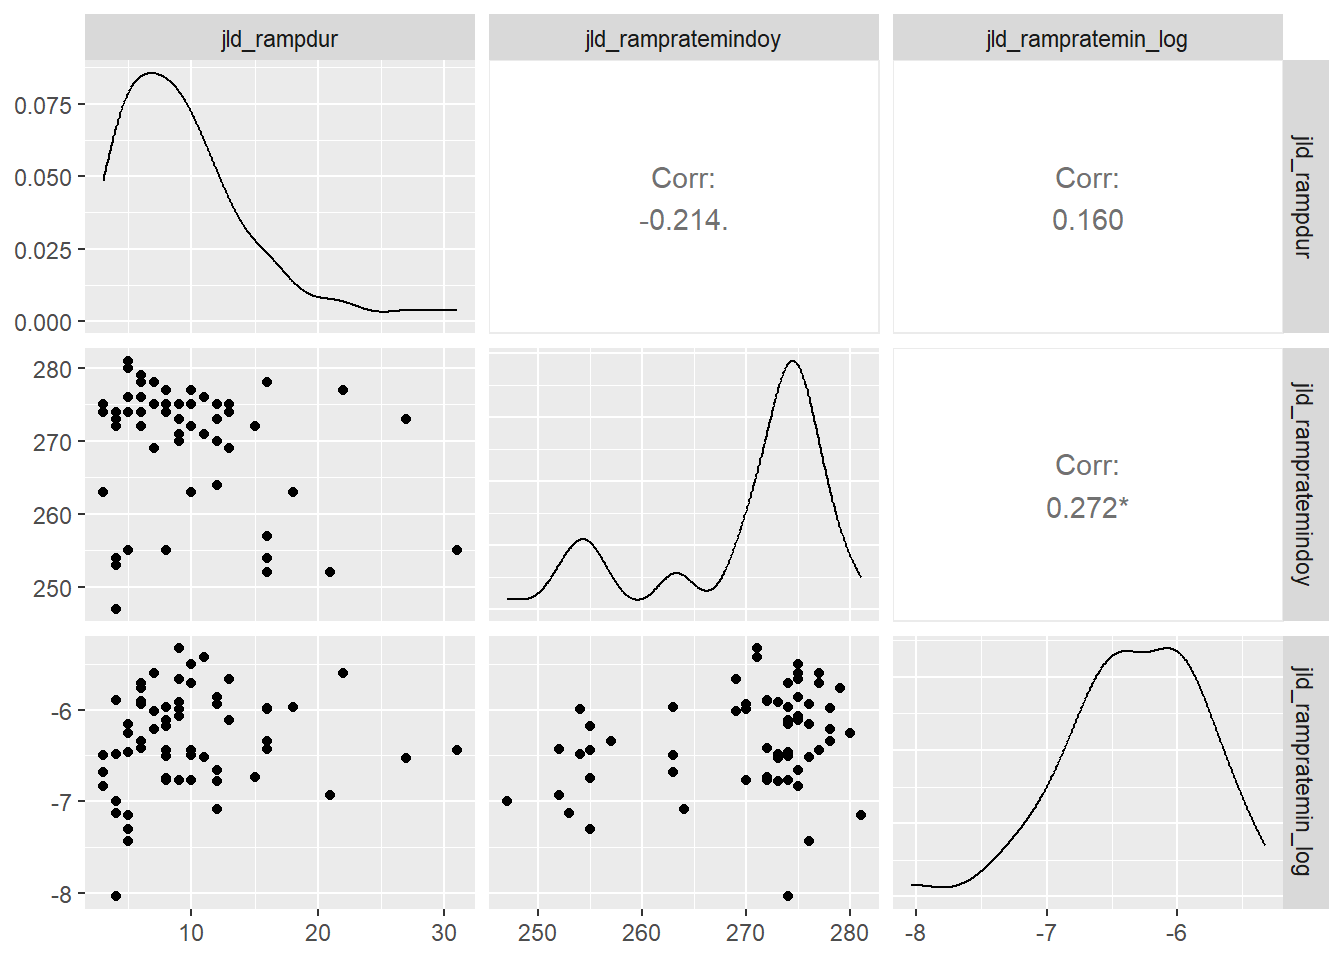 jld_rampdur
jld_rampratemindoy
jld_rampratemin_log
0.075
0.050
0.025
0.000
Corr:
-0.214.
Corr:
0.160
jld_rampdur
280
270
260
250
Corr:
0.272*
jld_rampratemindoy
-6
-7
-8
jld_rampratemin_log
10 20 30
250 260 270 280
-8 -7 -6